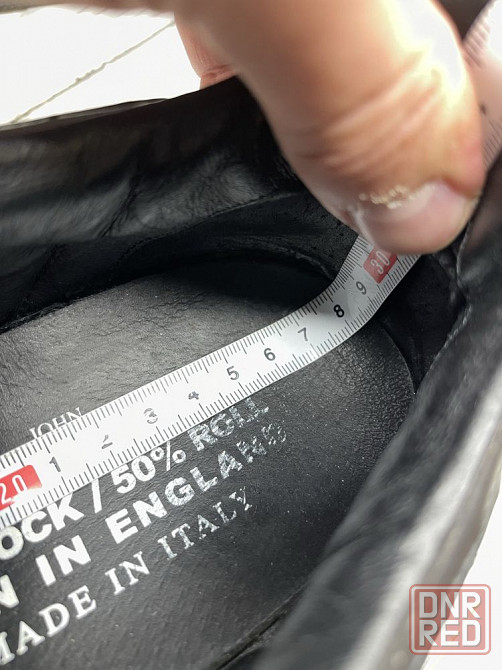 20 1 2 3 4 5 6 7 8 9 30
JOHN
OCK / 50% ROLL
N IN ENGLAND
MADE IN ITALY
DNR
RED